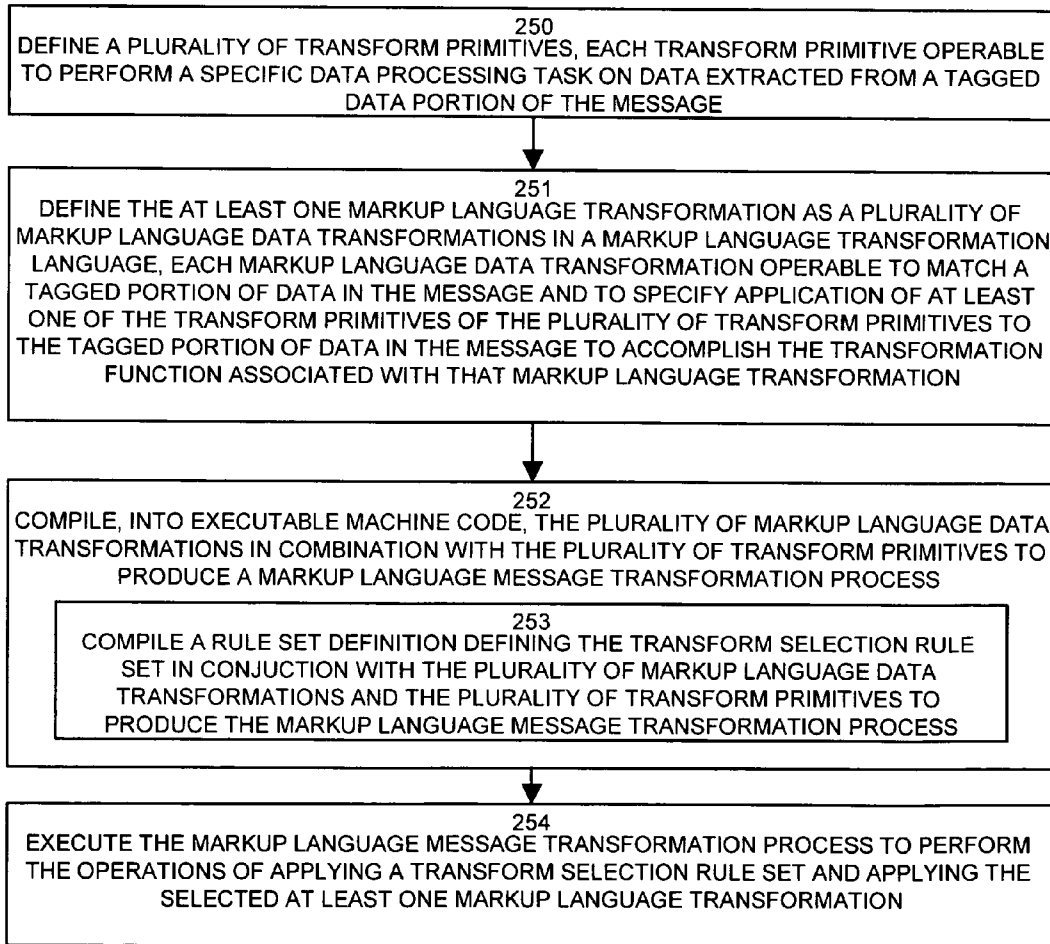 250
DEFINE A PLURALITY OF TRANSFORM PRIMITIVES, EACH TRANSFORM PRIMITIVE OPERABLE
TO PERFORM A SPECIFIC DATA PROCESSING TASK ON DATA EXTRACTED FROM A TAGGED
DATA PORTION OF THE MESSAGE
251
DEFINE THE AT LEAST ONE MARKUP LANGUAGE TRANSFORMATION AS A PLURALITY OF
MARKUP LANGUAGE DATA TRANSFORMATIONS IN A MARKUP LANGUAGE TRANSFORMATION
LANGUAGE, EACH MARKUP LANGUAGE DATA TRANSFORMATION OPERABLE TO MATCH A
TAGGED PORTION OF DATA IN THE MESSAGE AND TO SPECIFY APPLICATION OF AT LEAST
ONE OF THE TRANSFORM PRIMITIVES OF THE PLURALITY OF TRANSFORM PRIMITIVES TO
THE TAGGED PORTION OF DATA IN THE MESSAGE TO ACCOMPLISH THE TRANSFORMATION
FUNCTION ASSOCIATED WITH THAT MARKUP LANGUAGE TRANSFORMATION
252
COMPILE, INTO EXECUTABLE MACHINE CODE, THE PLURALITY OF MARKUP LANGUAGE DATA
TRANSFORMATIONS IN COMBINATION WITH THE PLURALITY OF TRANSFORM PRIMITIVES TO
PRODUCE A MARKUP LANGUAGE MESSAGE TRANSFORMATION PROCESS
253
COMPILE A RULE SET DEFINITION DEFINING THE TRANSFORM SELECTION RULE
SET IN CONJUCTION WITH THE PLURALITY OF MARKUP LANGUAGE DATA
TRANSFORMATIONS AND THE PLURALITY OF TRANSFORM PRIMITIVES TO
PRODUCE THE MARKUP LANGUAGE MESSAGE TRANSFORMATION PROCESS
254
EXECUTE THE MARKUP LANGUAGE MESSAGE TRANSFORMATION PROCESS TO PERFORM
THE OPERATIONS OF APPLYING A TRANSFORM SELECTION RULE SET AND APPLYING THE
SELECTED AT LEAST ONE MARKUP LANGUAGE TRANSFORMATION